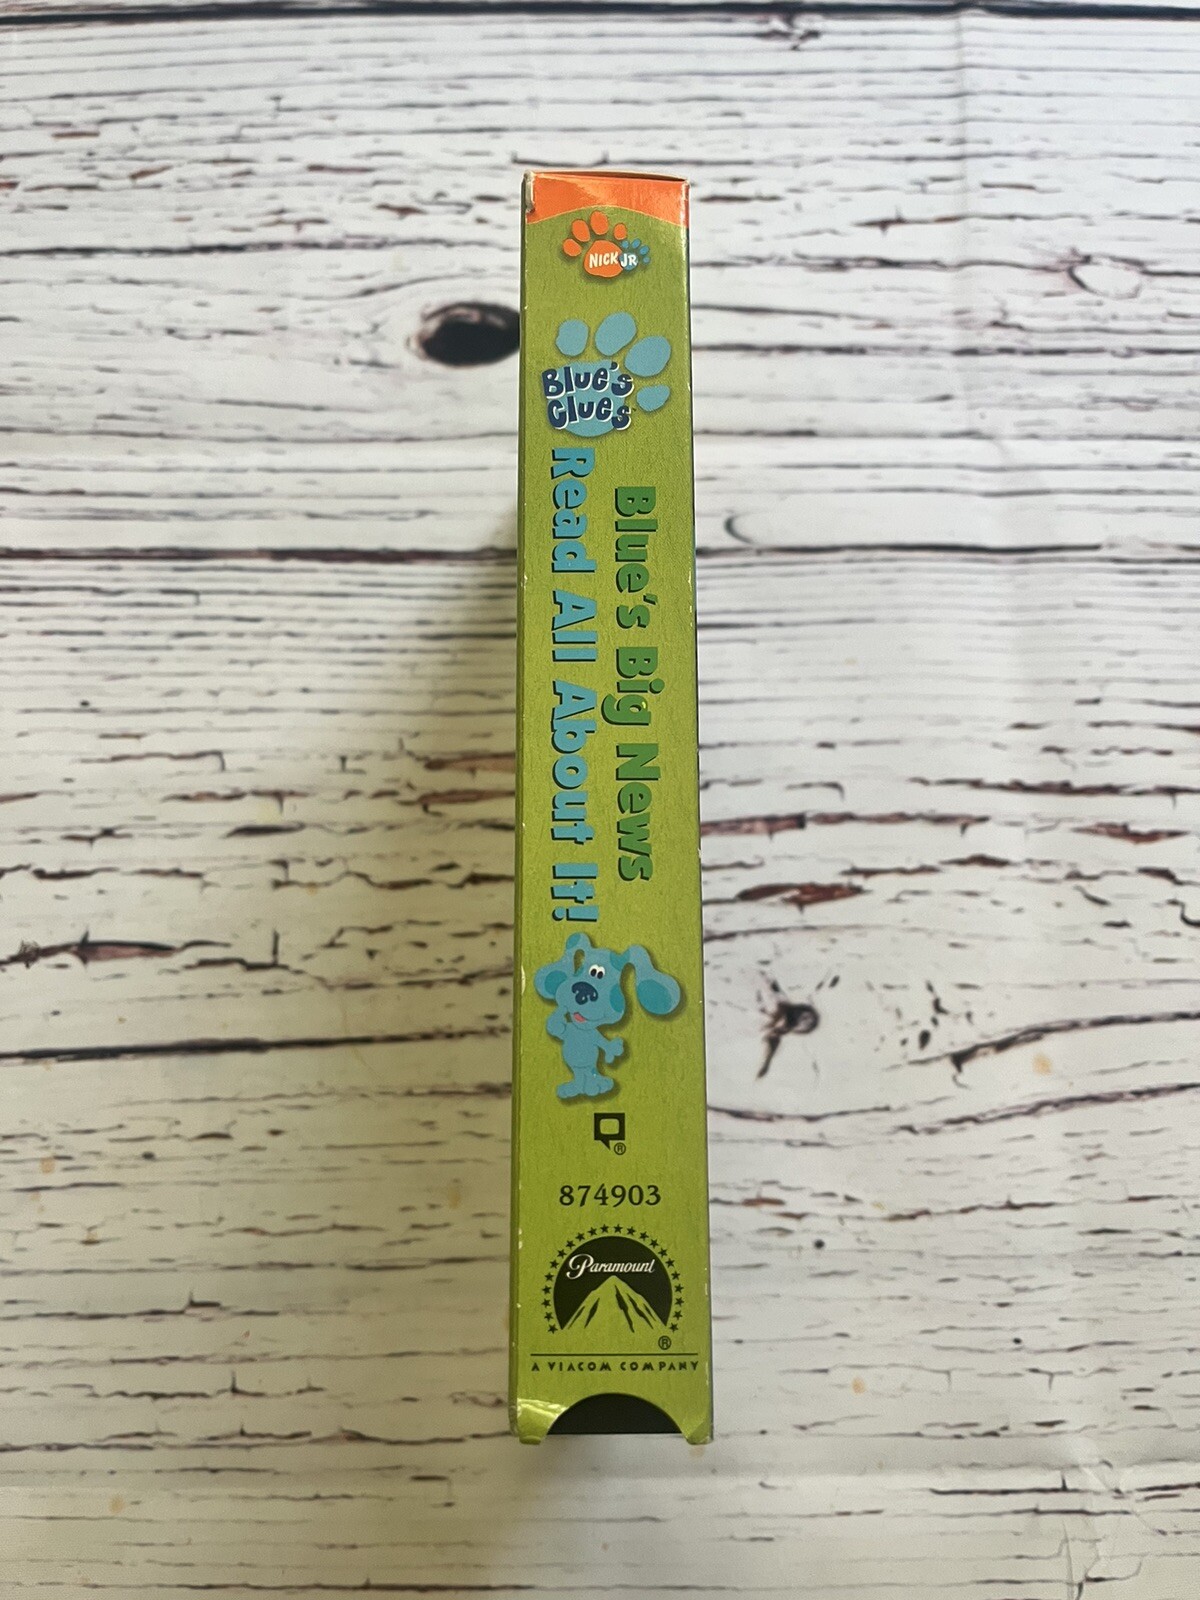 NICK JR
Blue's
Clues
Blue's Big News
Read All About It!
®
874903
Paramount
®
A VIACOM COMPANY